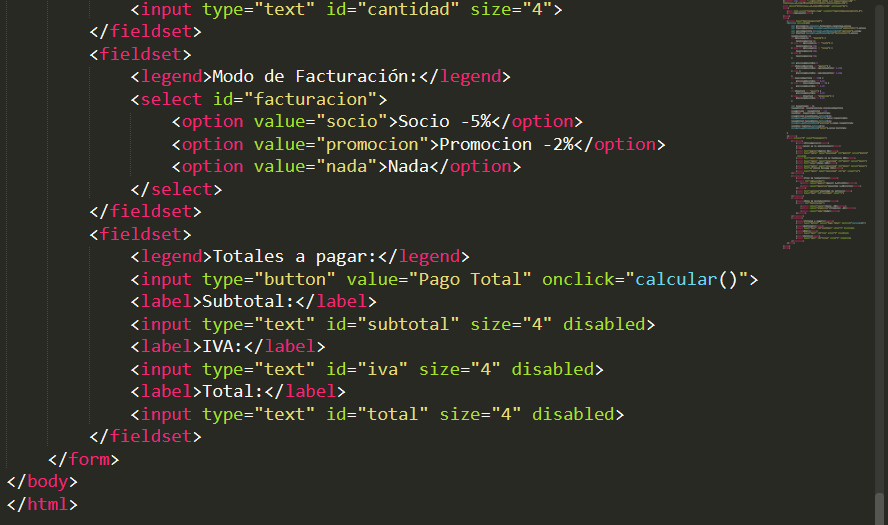 <input type="text" id="cantidad" size="4">
</fieldset>
<fieldset>
<legend>Modo de Facturación:</legend>
<select id="facturacion">
<option value="socio">Socio -5%</option>
<option value="promocion">Promocion -2%</option>
<option value="nada">Nada</option>
</select>
</fieldset>
<fieldset>
<legend>Totales a pagar:</legend>
<input type="button" value="Pago Total" onclick="calcular()">
<label>Subtotal:</label>
<input type="text" id="subtotal" size="4" disabled>
<label>IVA:</label>
<input type="text" id="iva" size="4" disabled>
<label>Total:</label>
<input type="text" id="total" size="4" disabled>
</fieldset>
</form>
</body>
</html>